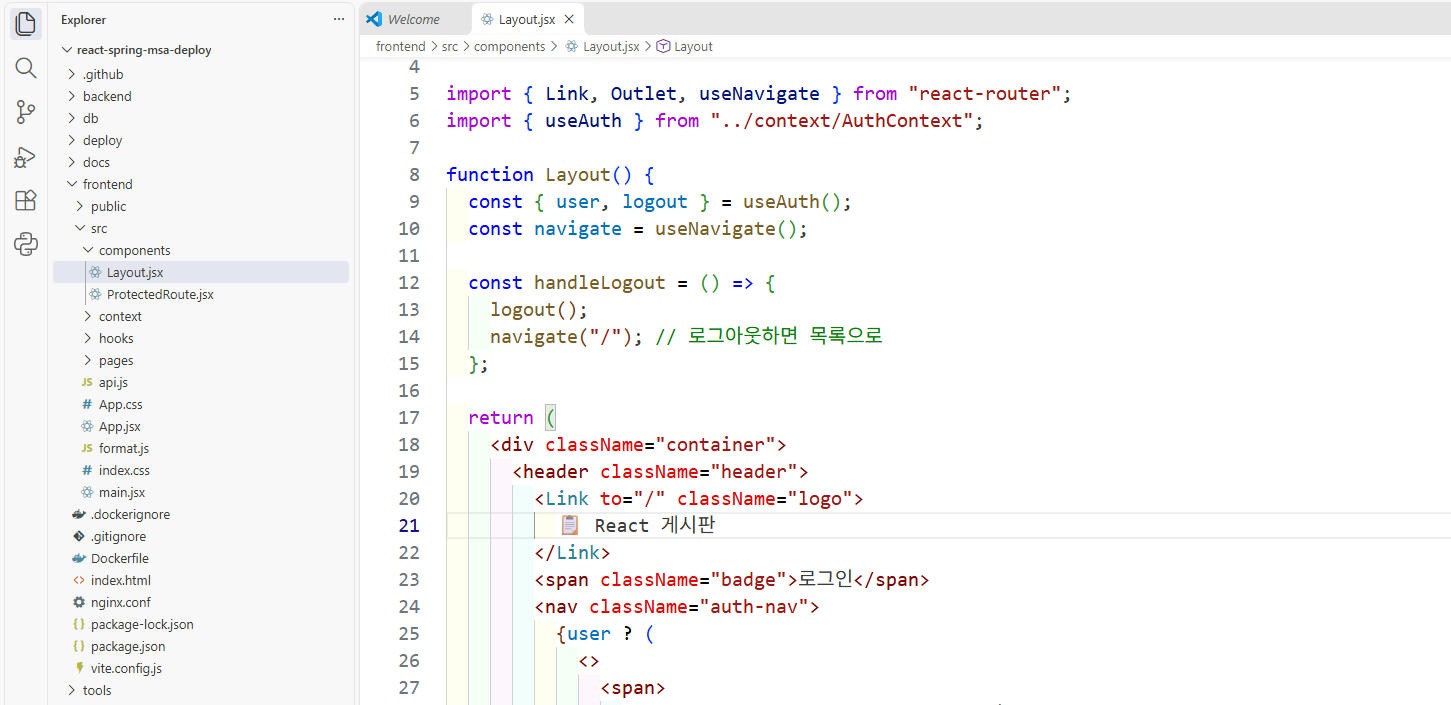 Explorer
react-spring-msa-deploy
.github
backend
db
deploy
docs
frontend
public
src
components
Layout.jsx
ProtectedRoute.jsx
context
hooks
pages
JS api.js
# App.css
App.jsx
JS format.js
# index.css
main.jsx
.dockerignore
.gitignore
Dockerfile
<> index.html
nginx.conf
{} package-lock.json
{} package.json
vite.config.js
tools
Welcome
Layout.jsx
frontend > src > components > Layout.jsx > Layout
4
5 import { Link, Outlet, useNavigate } from "react-router";
6 import { useAuth } from "../context/AuthContext";
7
8 function Layout() {
9 const { user, logout } = useAuth();
10 const navigate = useNavigate();
11
12 const handleLogout = () => {
13 logout();
14 navigate("/"); // 로그아웃하면 목록으로
15 };
16
17 return (
18 <div className="container">
19 <header className="header">
20 <Link to="/" className="logo">
21 📋 React 게시판
22 </Link>
23 <span className="badge">로그인</span>
24 <nav className="auth-nav">
25 {user ? (
26 <>
27 <span>